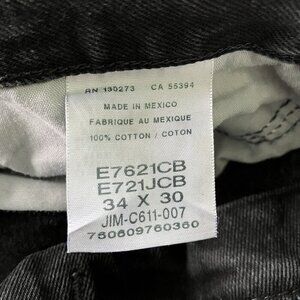 AN 130273 CA 55394
MADE IN MEXICO
FABRIQUE AU MEXIQUE
100% COTTON / COTON
E7621CB
E721JCB
34 X 30
JIM-C611-007
750609760360